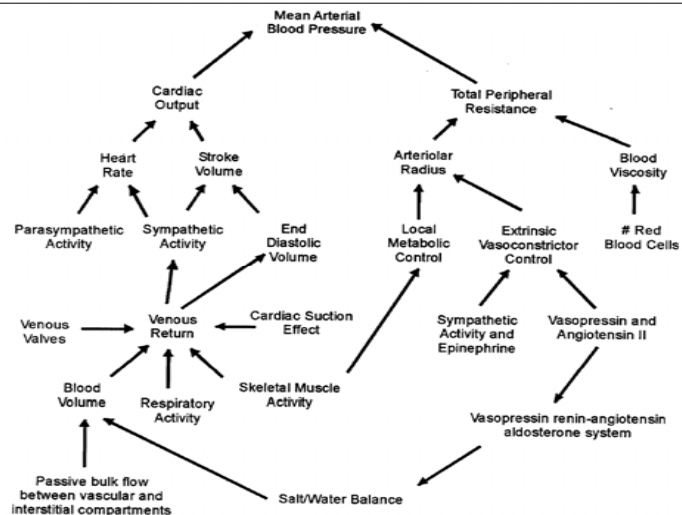 Mean Arterial
Blood Pressure
Cardiac
Output
Total Peripheral
Resistance
Heart
Rate
Stroke
Volume
Arteriolar
Radius
Blood
Viscosity
Parasympathetic
Activity
Sympathetic
Activity
End
Diastolic
Volume
Local
Metabolic
Control
Extrinsic
Vasoconstrictor
Control
# Red
Blood Cells
Venous
Valves
Venous
Return
Cardiac Suction
Effect
Sympathetic
Activity and
Epinephrine
Vasopressin and
Angiotensin II
Blood
Volume
Respiratory
Activity
Skeletal Muscle
Activity
Vasopressin renin-angiotensin
aldosterone system
Passive bulk flow
between vascular and
interstitial compartments
Salt/Water Balance